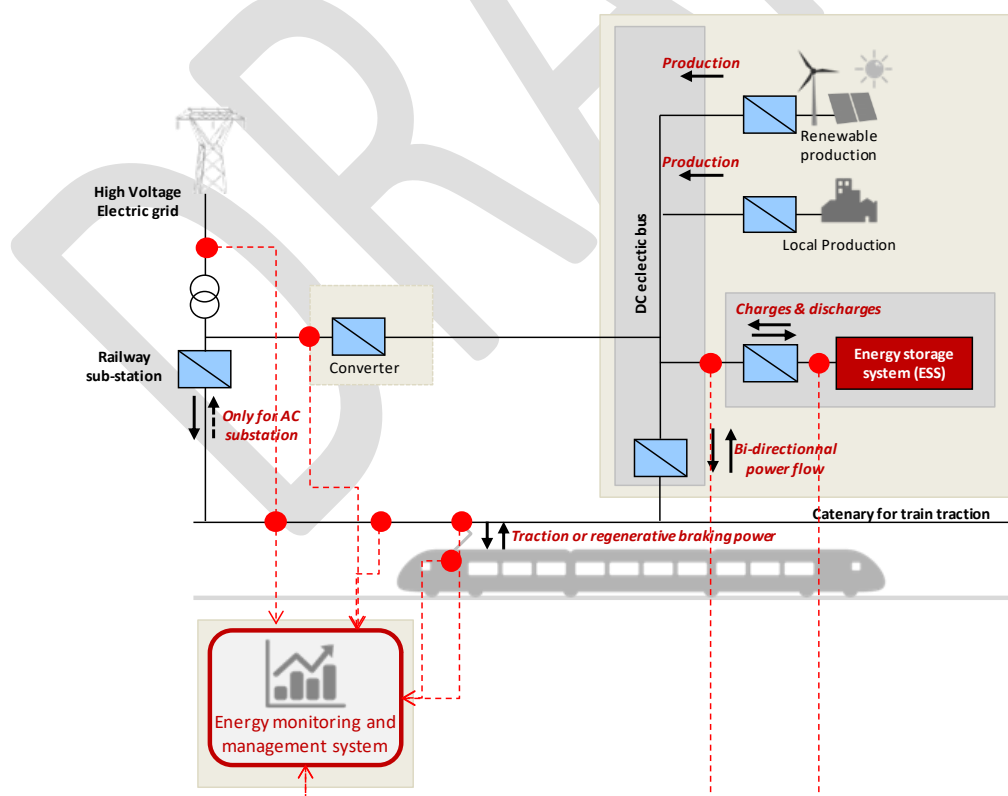 DRA
Production
Renewable
production
Production
High Voltage
Electric grid
Local Production
DC eclectic bus
Charges & discharges
Energy storage
system (ESS)
Railway
sub-station
Converter
Only for AC
substation
Bi-directionnal
power flow
Catenary for train traction
Traction or regenerative braking power
Energy monitoring and
management system